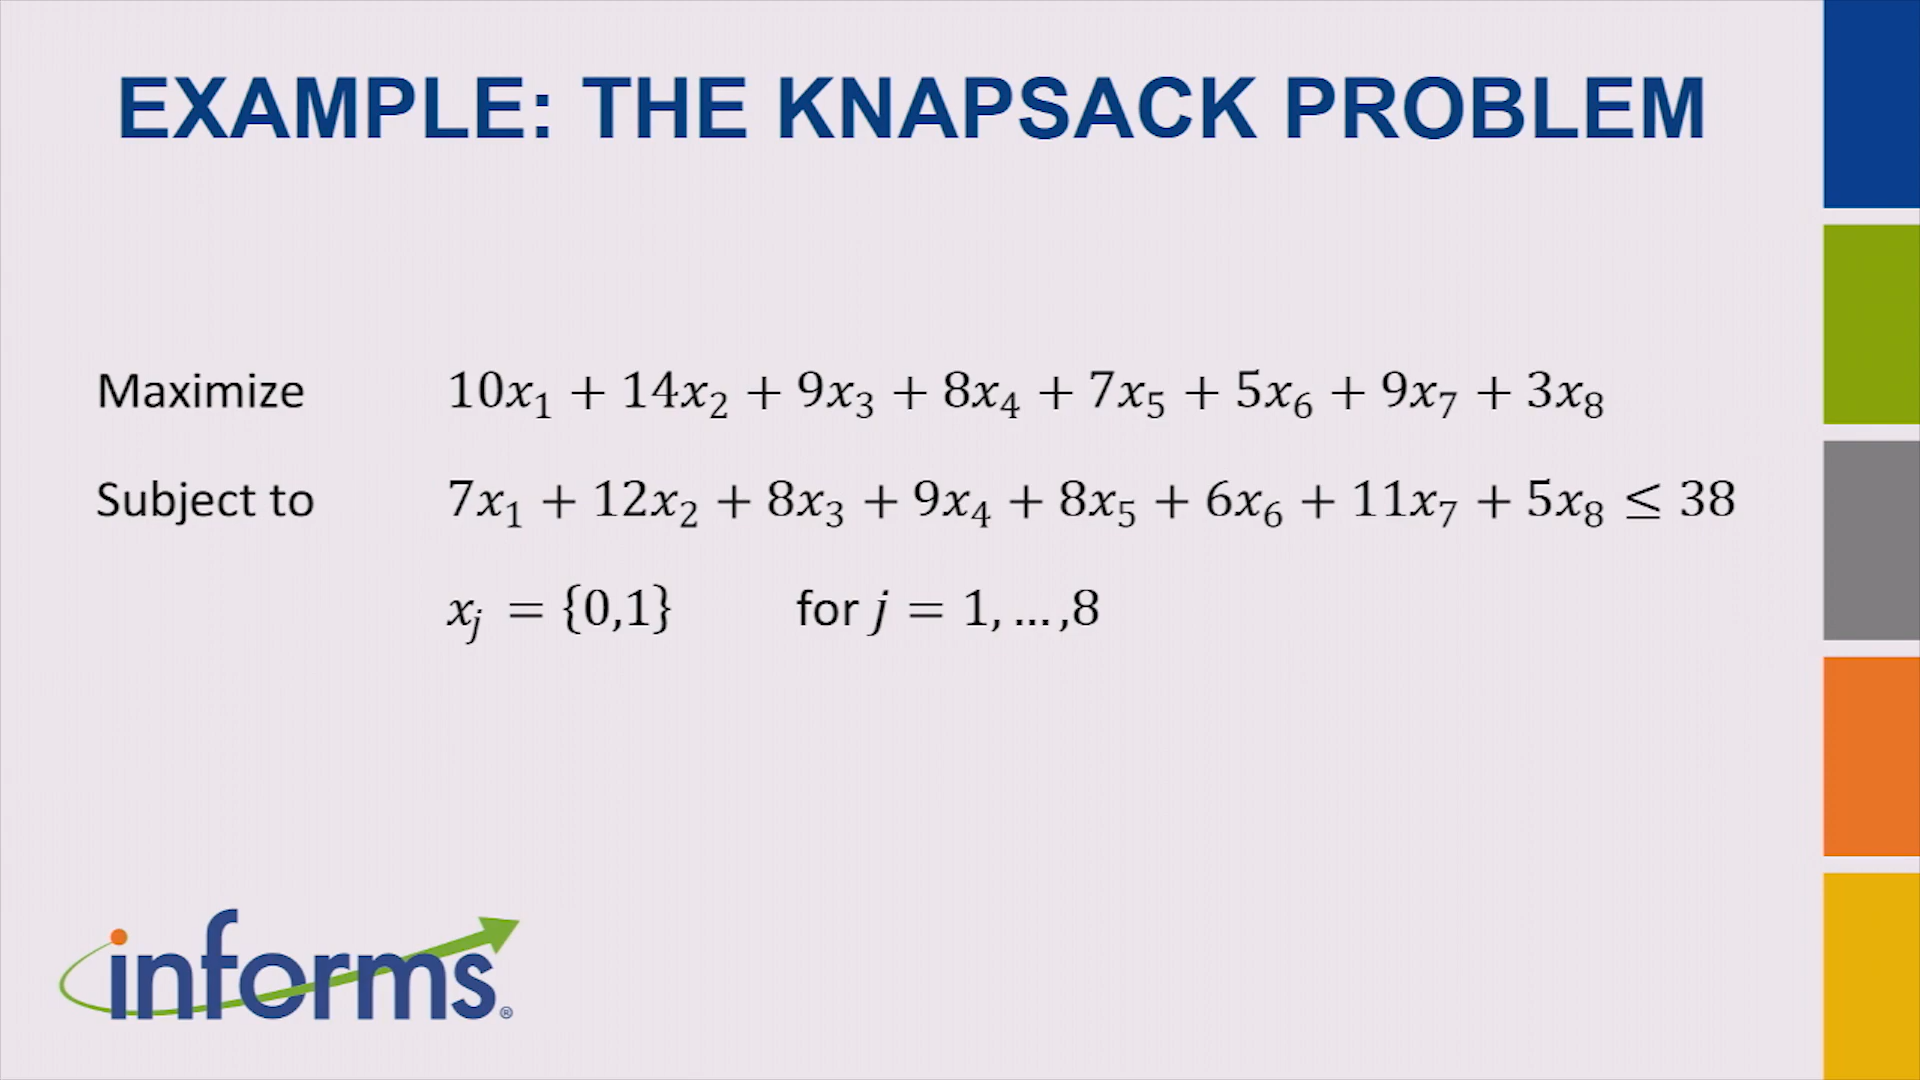 EXAMPLE: THE KNAPSACK PROBLEM
Maximize 10x₁ + 14x₂ + 9x₃ + 8x₄ + 7x₅ + 5x₆ + 9x₇ + 3x₈
Subject to 7x₁ + 12x₂ + 8x₃ + 9x₄ + 8x₅ + 6x₆ + 11x₇ + 5x₈ ≤ 38
xⱼ = {0,1} for j = 1, … ,8
informs®